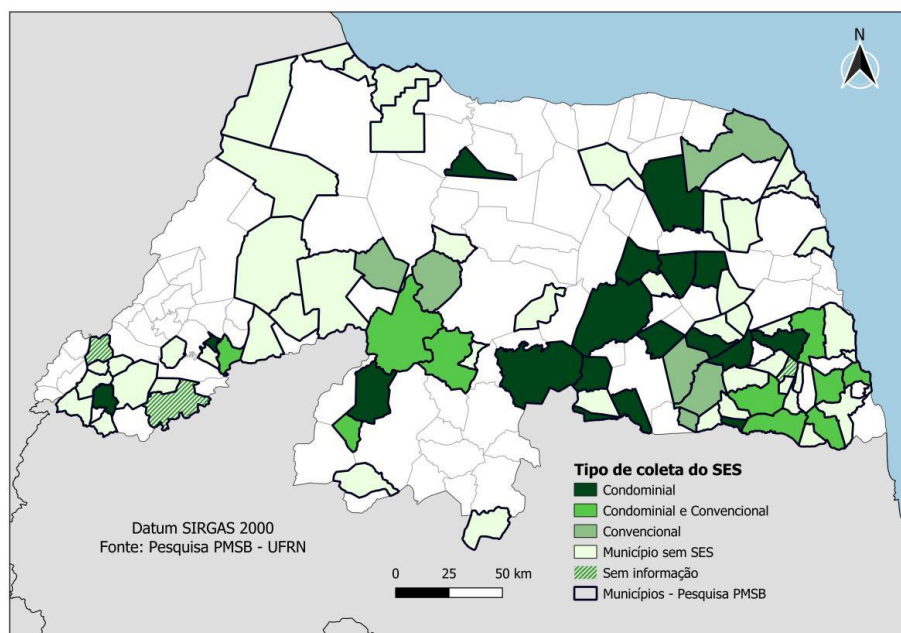 N
Tipo de coleta do SES
Condominial
Condominial e Convencional
Convencional
Município sem SES
Sem informação
Municípios - Pesquisa PMSB
Datum SIRGAS 2000
Fonte: Pesquisa PMSB - UFRN
0 25 50 km